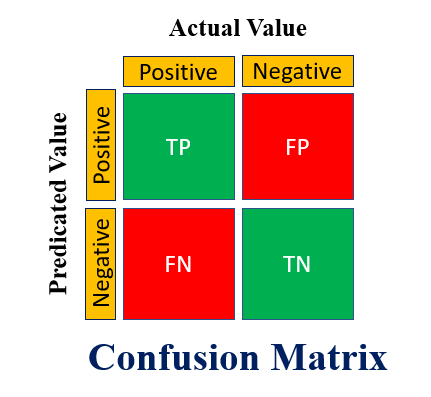 Actual Value
Positive
Negative
Predicated Value
Positive
TP
FP
Negative
FN
TN
Confusion Matrix